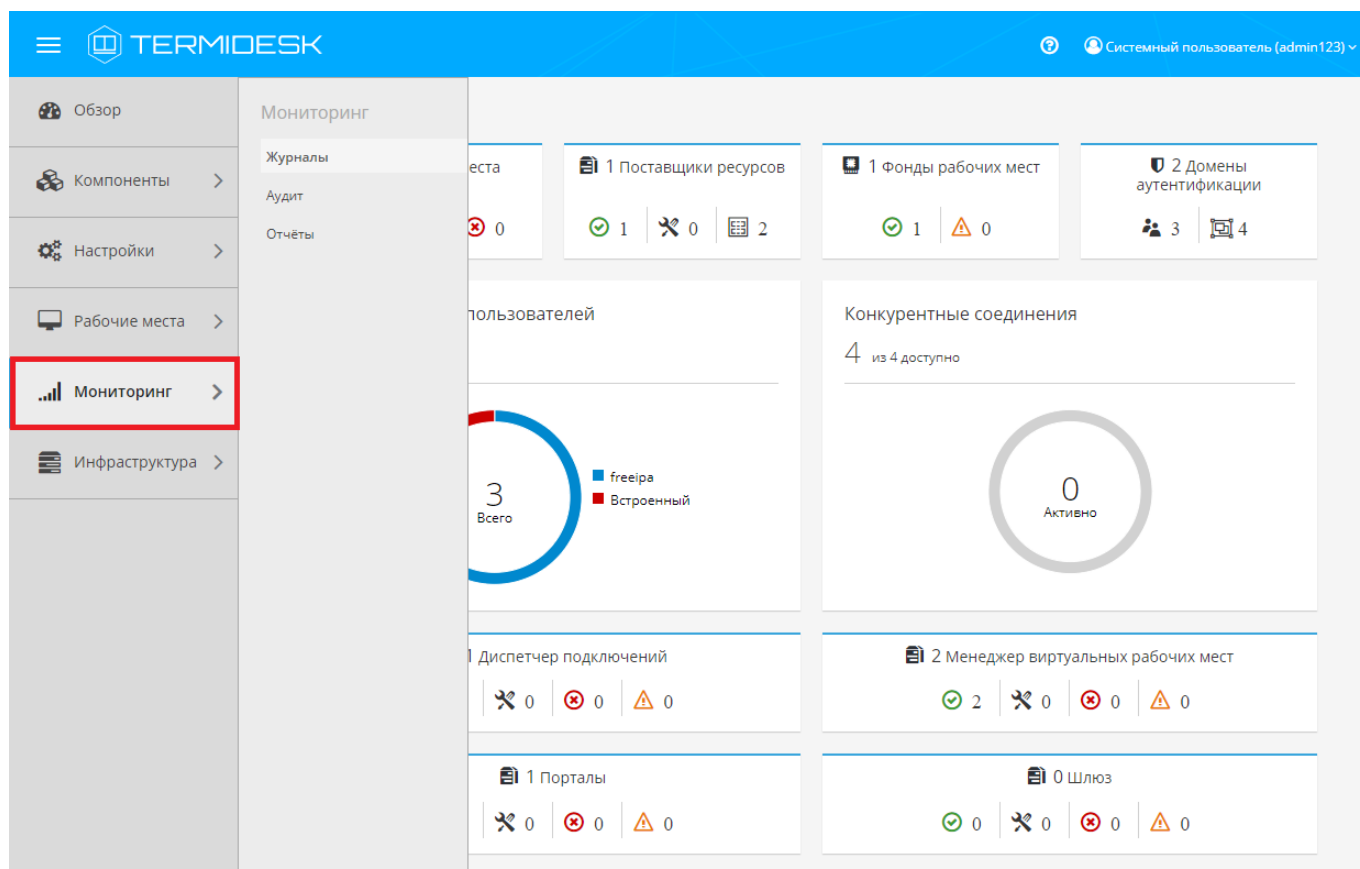 TERMIDESK
Системный пользователь (admin123)
Обзор
Компоненты
Настройки
Рабочие места
Мониторинг
Инфраструктура
Мониторинг
Журналы
Аудит
Отчёты
еста
0
1 Поставщики ресурсов
1 0 2
1 Фонды рабочих мест
1 0
2 Домены
аутентификации
3 4
пользователей
3
Всего
freeipa
Встроенный
Конкурентные соединения
4 из 4 доступно
0
Активно
1 Диспетчер подключений
0 0 0
2 Менеджер виртуальных рабочих мест
2 0 0 0
1 Порталы
0 0 0
0 Шлюз
0 0 0 0